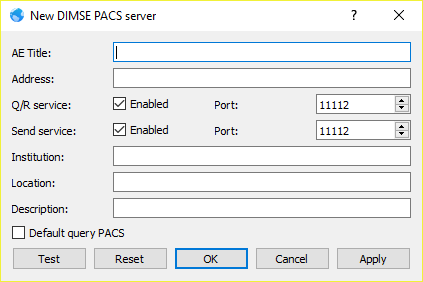 New DIMSE PACS server ?
AE Title:
Address:
Q/R service: Enabled Port: 11112
Send service: Enabled Port: 11112
Institution:
Location:
Description:
Default query PACS
Test Reset OK Cancel Apply